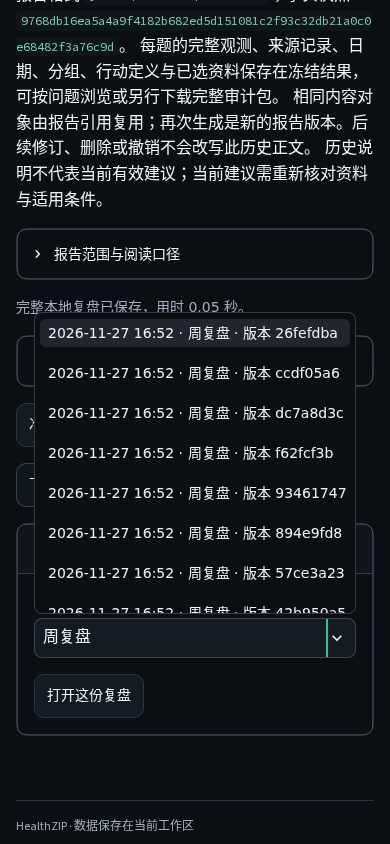 9768db16ea5a4a9f4182b682ed5d151081c2f93c32db21a0c0
e68482f3a76c9d 。 每题的完整观测、来源记录、日
期、分组、行动定义与已选资料保存在冻结结果，
可按问题浏览或另行下载完整审计包。 相同内容对
象由报告引用复用；再次生成是新的报告版本。后
续修订、删除或撤销不会改写此历史正文。 历史说
明不代表当前有效建议；当前建议需重新核对资料
与适用条件。
报告范围与阅读口径
完整本地复盘已保存，用时 0.05 秒。
2026-11-27 16:52 · 周复盘 · 版本 26fefdba
2026-11-27 16:52 · 周复盘 · 版本 ccdf05a6
2026-11-27 16:52 · 周复盘 · 版本 dc7a8d3c
2026-11-27 16:52 · 周复盘 · 版本 f62fcf3b
2026-11-27 16:52 · 周复盘 · 版本 93461747
2026-11-27 16:52 · 周复盘 · 版本 894e9fd8
2026-11-27 16:52 · 周复盘 · 版本 57ce3a23
2026-11-27 16:52 · 周复盘 · 版本 42b950a5
周复盘
打开这份复盘
HealthZIP · 数据保存在当前工作区